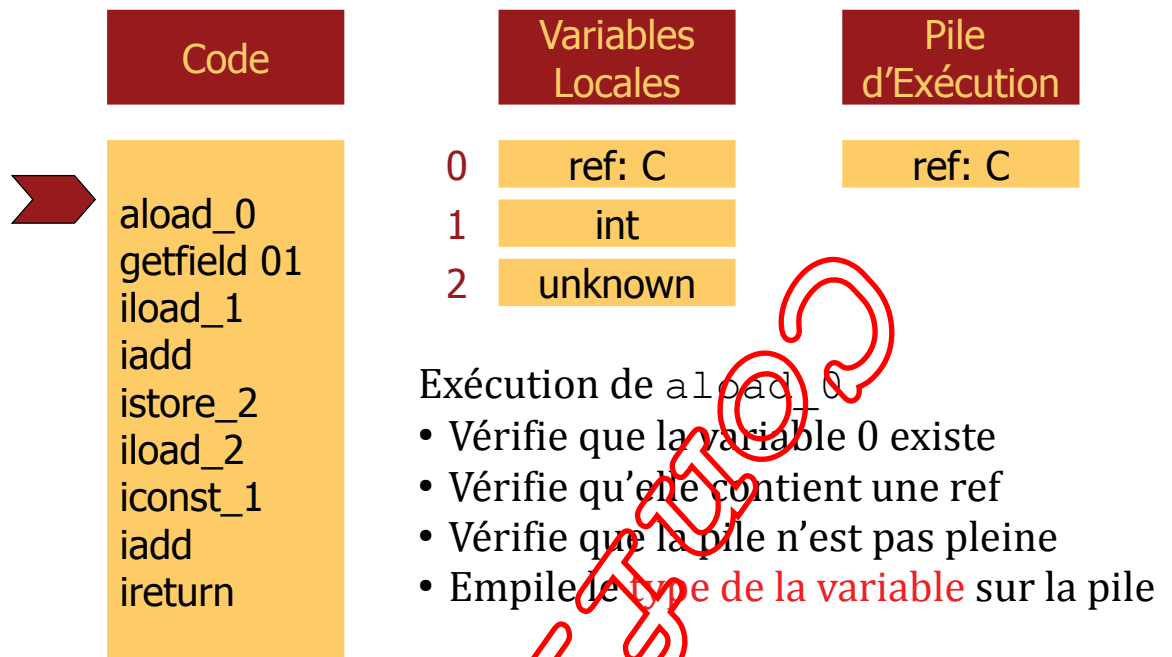 Code
Variables
Locales
Pile
d'Exécution
aload_0
getfield 01
iload_1
iadd
istore_2
iload_2
iconst_1
iadd
ireturn
0 ref: C
1 int
2 unknown
ref: C
Exécution de aload_0
• Vérifie que la variable 0 existe
• Vérifie qu'elle contient une ref
• Vérifie que la pile n'est pas pleine
• Empile le type de la variable sur la pile